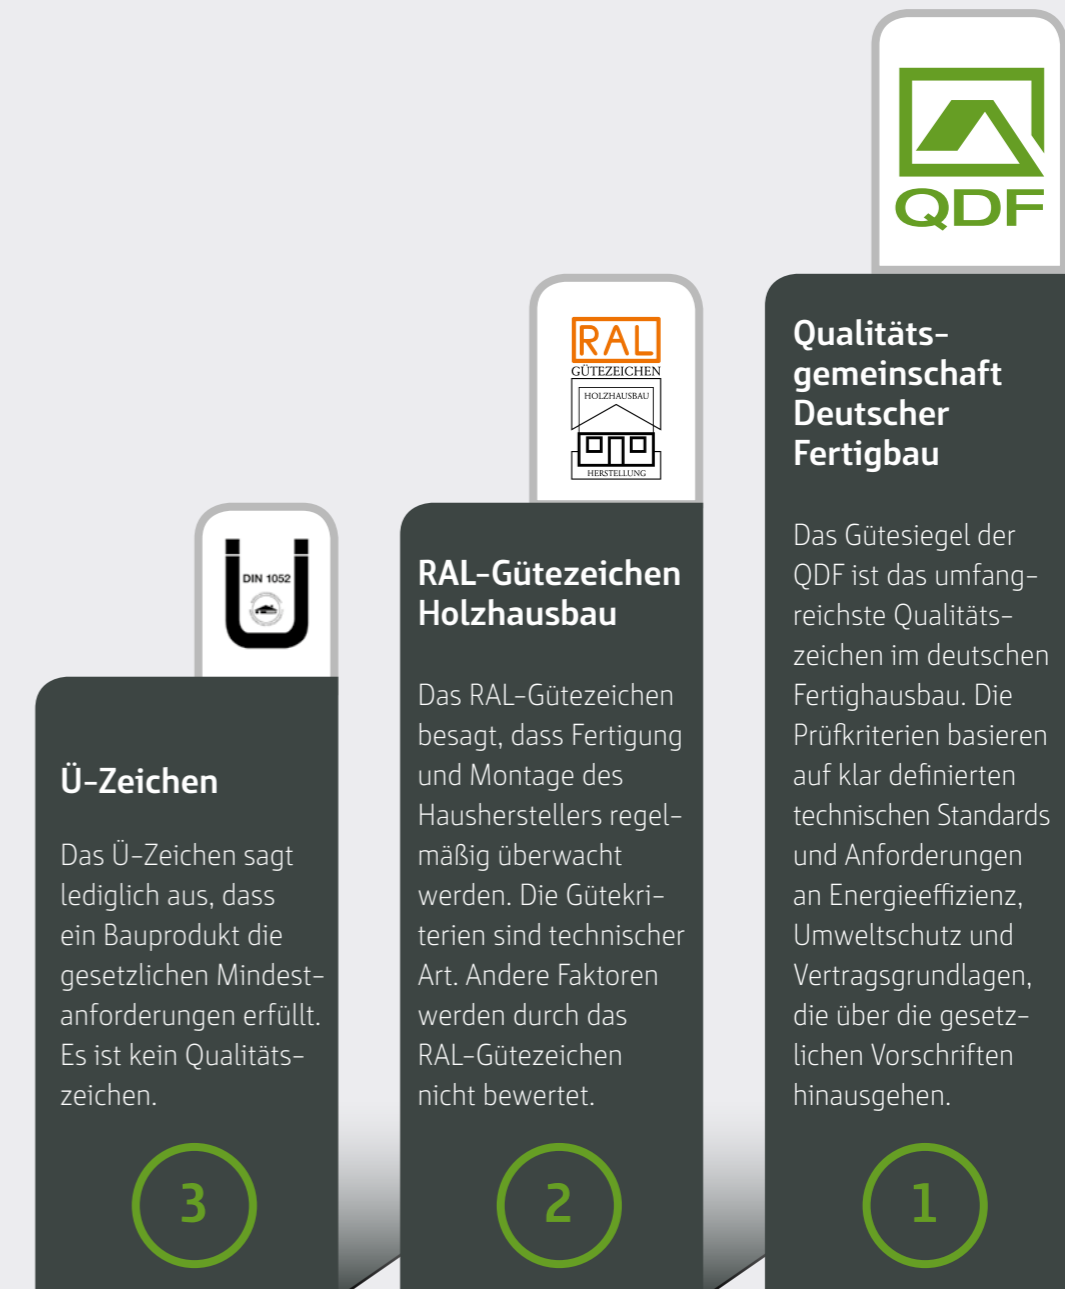 DIN 1052
Ü-Zeichen
Das Ü-Zeichen sagt
lediglich aus, dass
ein Bauprodukt die
gesetzlichen Mindest-
anforderungen erfüllt.
Es ist kein Qualitäts-
zeichen.
3
RAL
GÜTEZEICHEN
HOLZHAUSBAU
HERSTELLUNG
RAL-Gütezeichen
Holzhausbau
Das RAL-Gütezeichen
besagt, dass Fertigung
und Montage des
Hausherstellers regel-
mäßig überwacht
werden. Die Gütekri-
terien sind technischer
Art. Andere Faktoren
werden durch das
RAL-Gütezeichen
nicht bewertet.
2
QDF
Qualitäts-
gemeinschaft
Deutscher
Fertigbau
Das Gütesiegel der
QDF ist das umfang-
reichste Qualitäts-
zeichen im deutschen
Fertighausbau. Die
Prüfkriterien basieren
auf klar definierten
technischen Standards
und Anforderungen
an Energieeffizienz,
Umweltschutz und
Vertragsgrundlagen,
die über die gesetz-
lichen Vorschriften
hinausgehen.
1